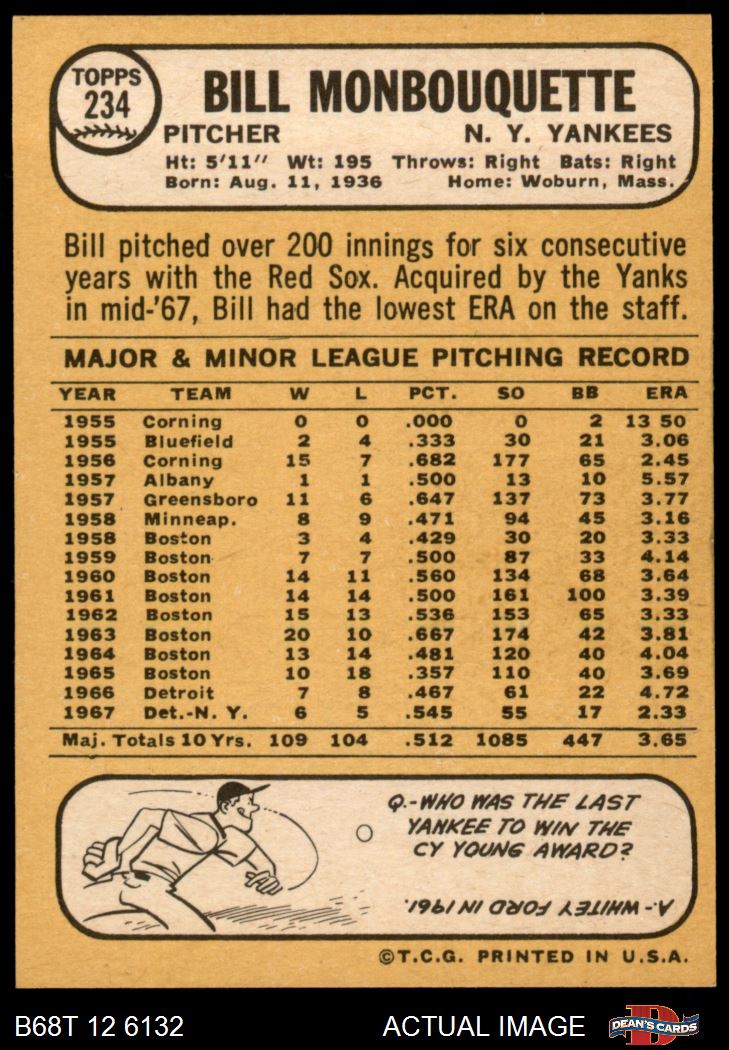 TOPPS
234
BILL MONBOUQUETTE
PITCHER N. Y. YANKEES
Ht: 5'11" Wt: 195 Throws: Right Bats: Right
Born: Aug. 11, 1936 Home: Woburn, Mass.
Bill pitched over 200 innings for six consecutive
years with the Red Sox. Acquired by the Yanks
in mid-'67, Bill had the lowest ERA on the staff.
MAJOR & MINOR LEAGUE PITCHING RECORD
YEAR TEAM W L PCT. SO BB ERA
1955 Corning 0 0 .000 0 2 13 50
1955 Bluefield 2 4 .333 30 21 3.06
1956 Corning 15 7 .682 177 65 2.45
1957 Albany 1 1 .500 13 10 5.57
1957 Greensboro 11 6 .647 137 73 3.77
1958 Minneap. 8 9 .471 94 45 3.16
1958 Boston 3 4 .429 30 20 3.33
1959 Boston 7 7 .500 87 33 4.14
1960 Boston 14 11 .560 134 68 3.64
1961 Boston 14 14 .500 161 100 3.39
1962 Boston 15 13 .536 153 65 3.33
1963 Boston 20 10 .667 174 42 3.81
1964 Boston 13 14 .481 120 40 4.04
1965 Boston 10 18 .357 110 40 3.69
1966 Detroit 7 8 .467 61 22 4.72
1967 Det.-N. Y. 6 5 .545 55 17 2.33
Maj. Totals 10 Yrs. 109 104 .512 1085 447 3.65
Q.-WHO WAS THE LAST
YANKEE TO WIN THE
CY YOUNG AWARD?
A-WHITEY FORD IN 1961.
©T.C.G. PRINTED IN U.S.A.
B68T 12 6132 ACTUAL IMAGE DEAN'S CARDS